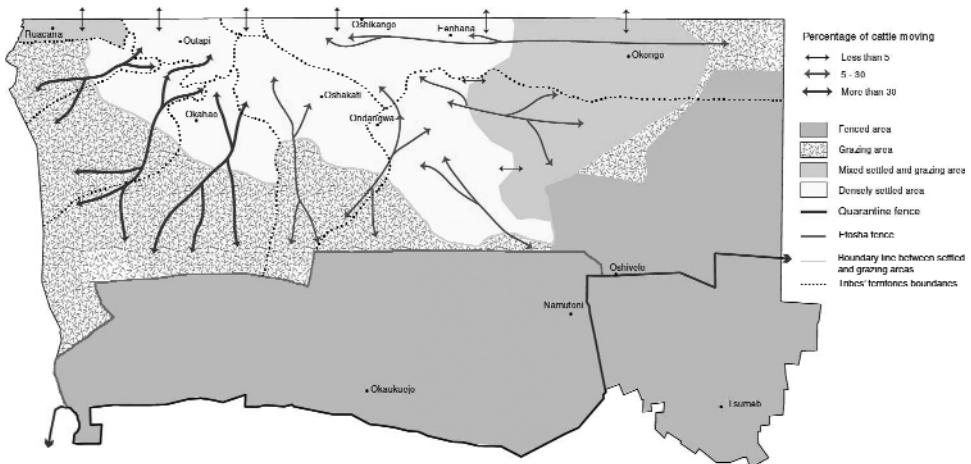 Oshikango
Ruacana
Eenhana
Outapi
Okongo
Oshakati
Ondangwa
Okahao
Oshivelo
Namutoni
Okaukuejo
Tsumeb
Percentage of cattle moving
Less than 5
5 - 30
More than 30
Fenced area
Grazing area
Mixed settled and grazing area
Densely settled area
Quarantine fence
Etosha fence
Boundary line between settled
and grazing areas
Tribes' territories boundaries